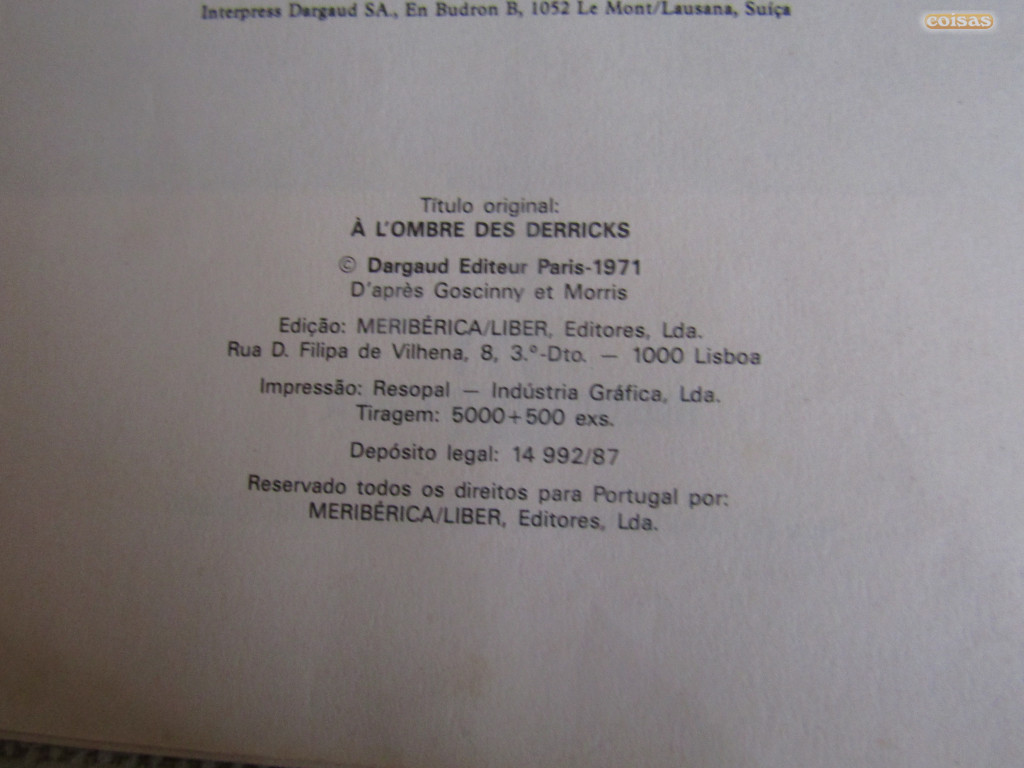 Interpress Dargaud SA., En Budron B, 1052 Le Mont/Lausana, Suíça
coisas
Título original:
À L'OMBRE DES DERRICKS
© Dargaud Editeur Paris-1971
D'après Goscinny et Morris
Edição: MERIBÉRICA/LIBER, Editores, Lda.
Rua D. Filipa de Vilhena, 8, 3.º-Dto. — 1000 Lisboa
Impressão: Resopal — Indústria Gráfica, Lda.
Tiragem: 5000+500 exs.
Depósito legal: 14 992/87
Reservado todos os direitos para Portugal por:
MERIBÉRICA/LIBER, Editores, Lda.